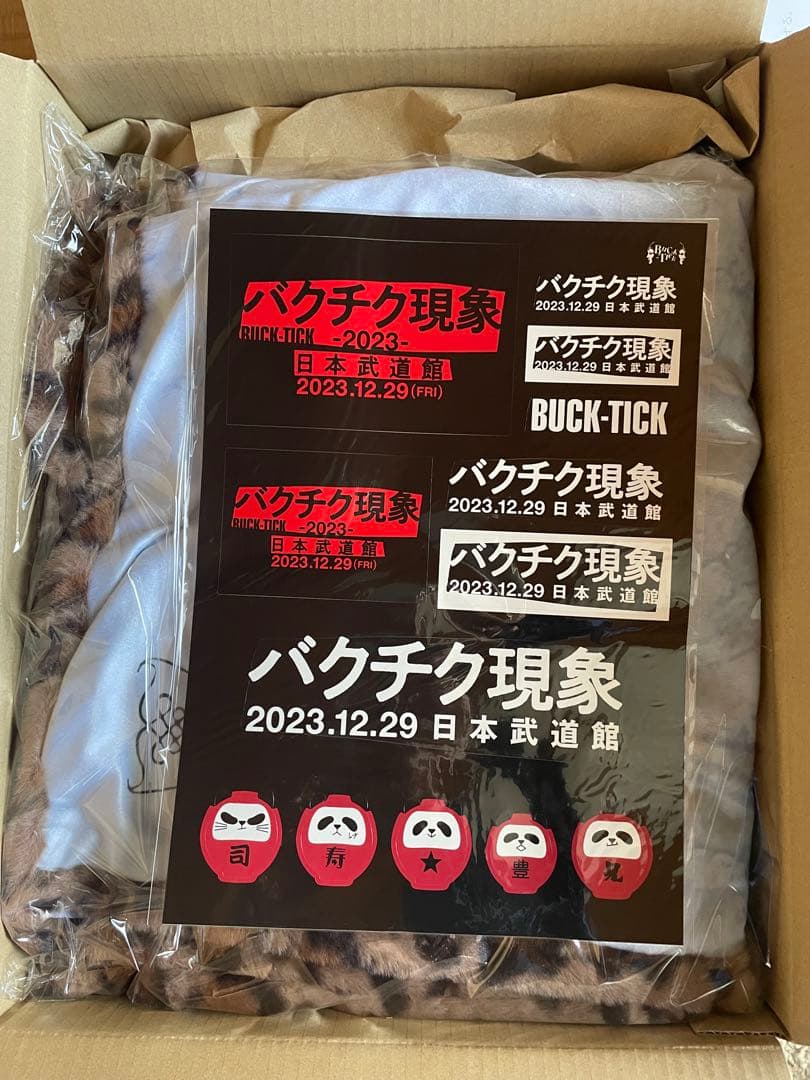 BUCK-TICK
バクチク現象
BUCK-TICK -2023-
日本武道館
2023.12.29(FRI)
バクチク現象
2023.12.29 日本武道館
バクチク現象
2023.12.29 日本武道館
BUCK-TICK
バクチク現象
BUCK-TICK -2023-
日本武道館
2023.12.29(FRI)
バクチク現象
2023.12.29 日本武道館
バクチク現象
2023.12.29 日本武道館
バクチク現象
2023.12.29 日本武道館
司 寿 ★ 豊